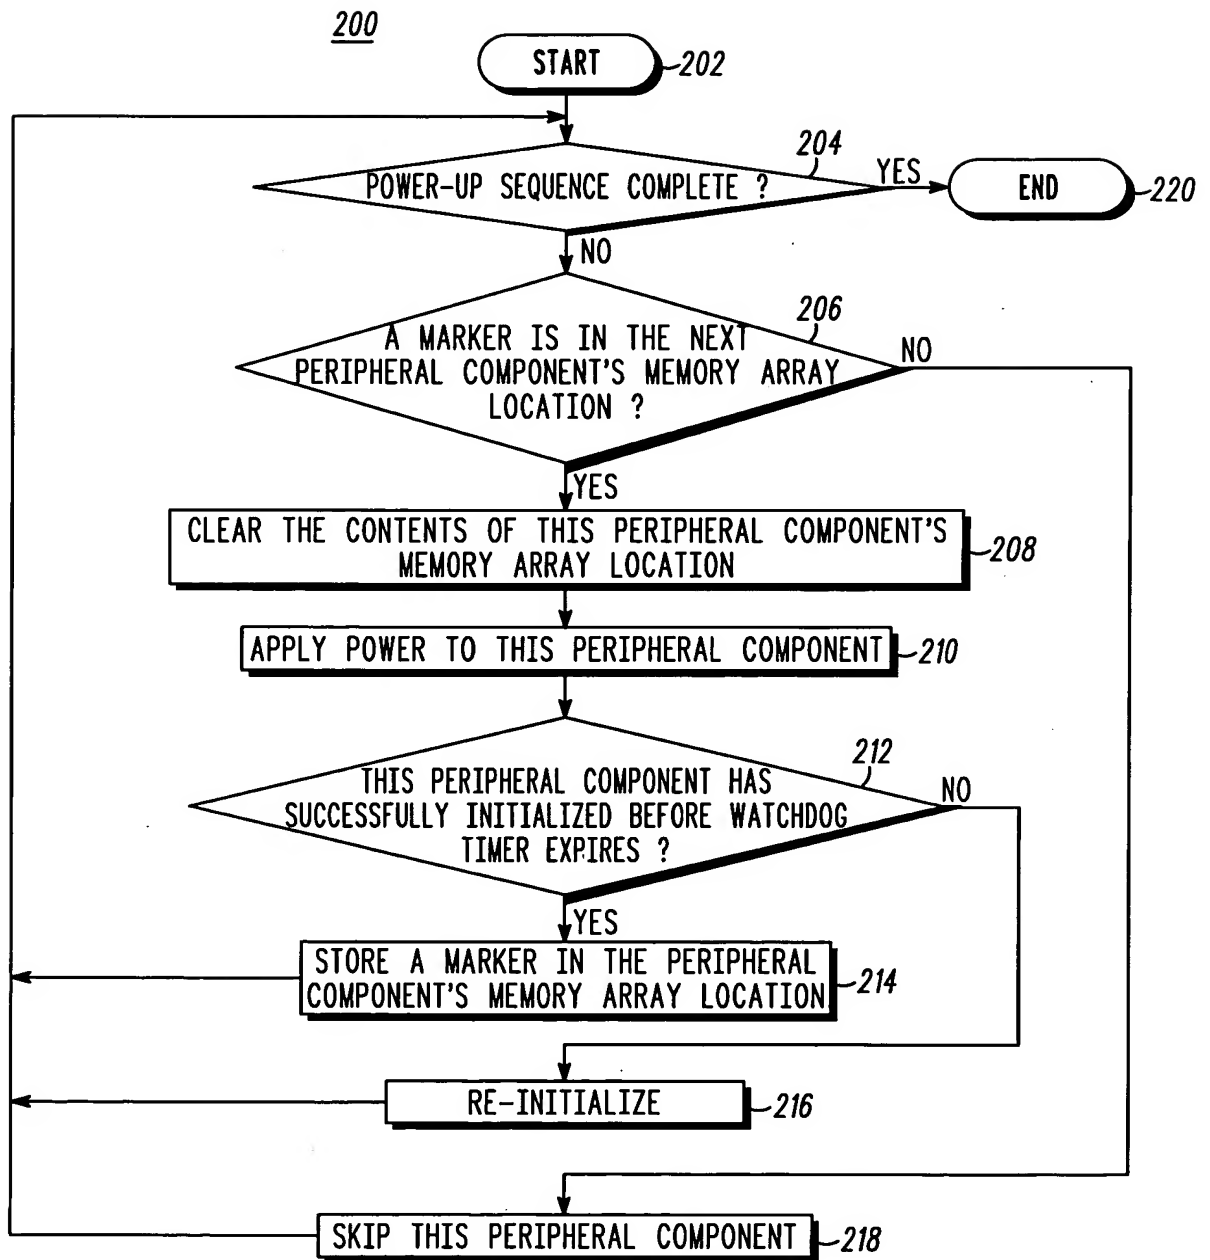 200
START
202
204
POWER-UP SEQUENCE COMPLETE ?
YES
END
220
NO
206
A MARKER IS IN THE NEXT
PERIPHERAL COMPONENT'S MEMORY ARRAY
LOCATION ?
NO
YES
CLEAR THE CONTENTS OF THIS PERIPHERAL COMPONENT'S
MEMORY ARRAY LOCATION
208
APPLY POWER TO THIS PERIPHERAL COMPONENT
210
212
THIS PERIPHERAL COMPONENT HAS
SUCCESSFULLY INITIALIZED BEFORE WATCHDOG
TIMER EXPIRES ?
NO
YES
STORE A MARKER IN THE PERIPHERAL
COMPONENT'S MEMORY ARRAY LOCATION
214
RE-INITIALIZE
216
SKIP THIS PERIPHERAL COMPONENT
218